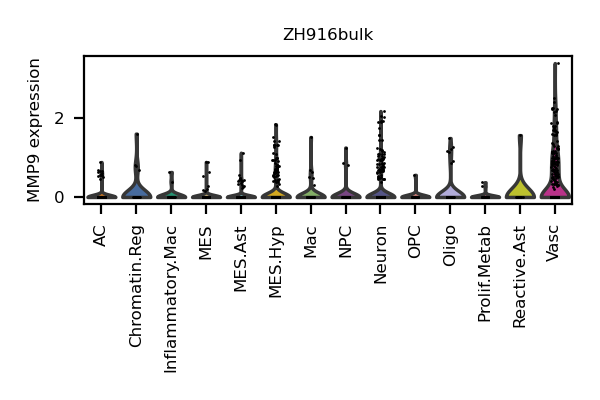 ZH916bulk
MMP9 expression
2
0
AC
Chromatin.Reg
Inflammatory.Mac
MES
MES.Ast
MES.Hyp
Mac
NPC
Neuron
OPC
Oligo
Prolif.Metab
Reactive.Ast
Vasc